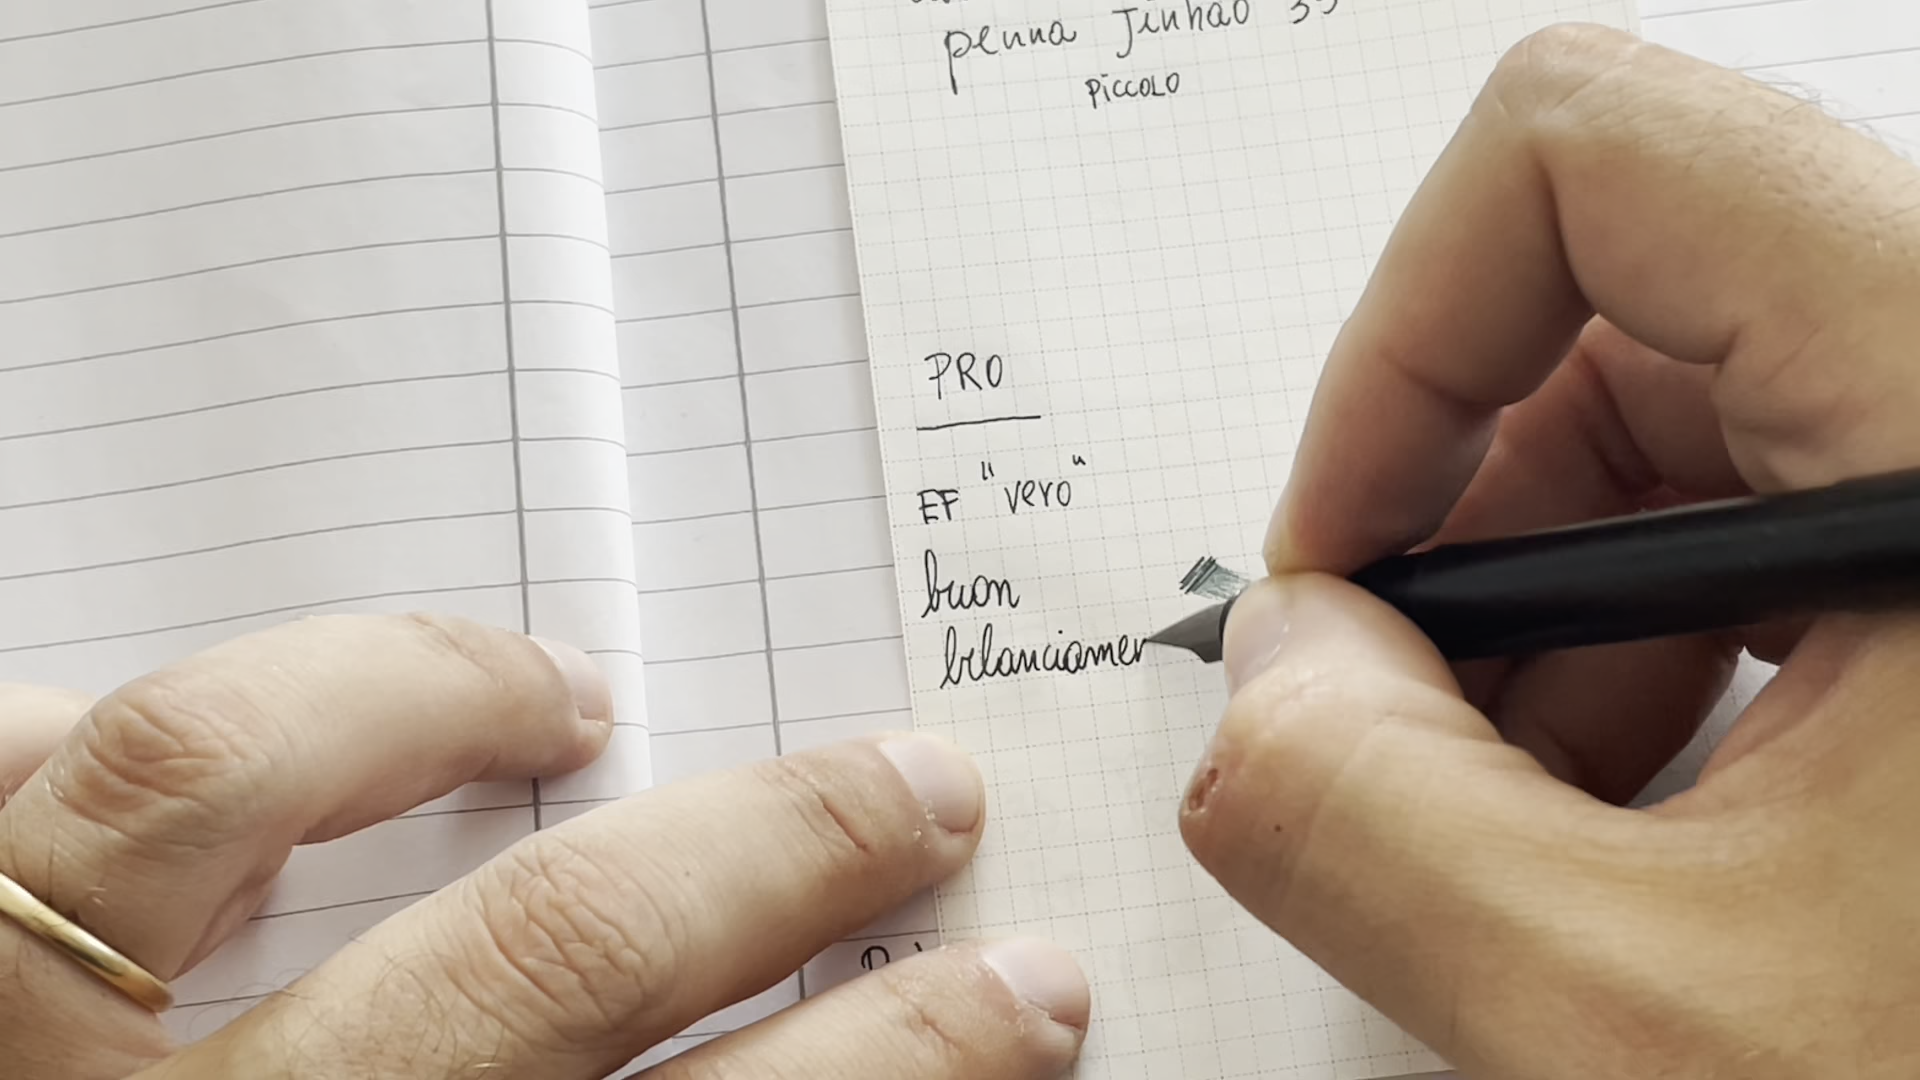 penna Jinhao
PICCOLO
PRO
EF "vero"
buon
bilanciamen